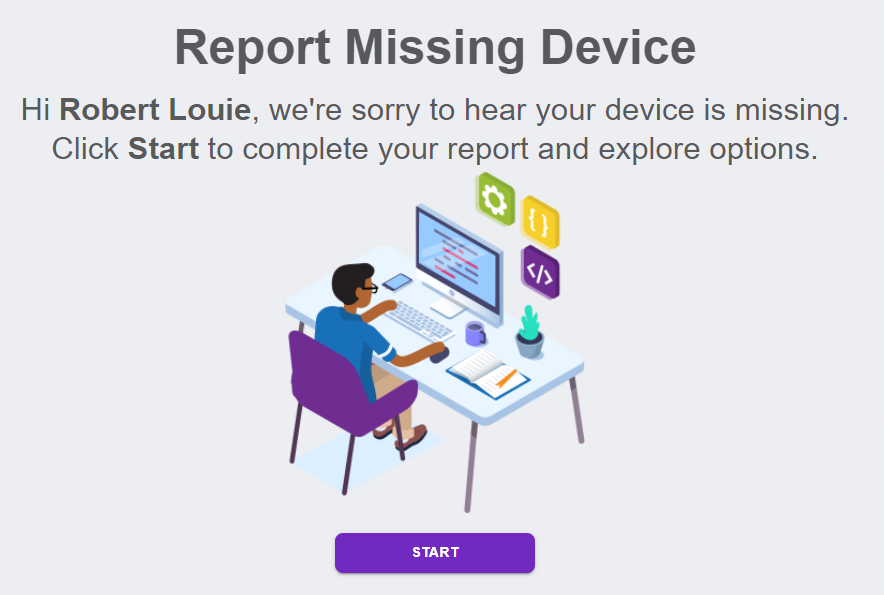 Report Missing Device
Hi Robert Louie, we're sorry to hear your device is missing.
Click Start to complete your report and explore options.
{ }
</>
START